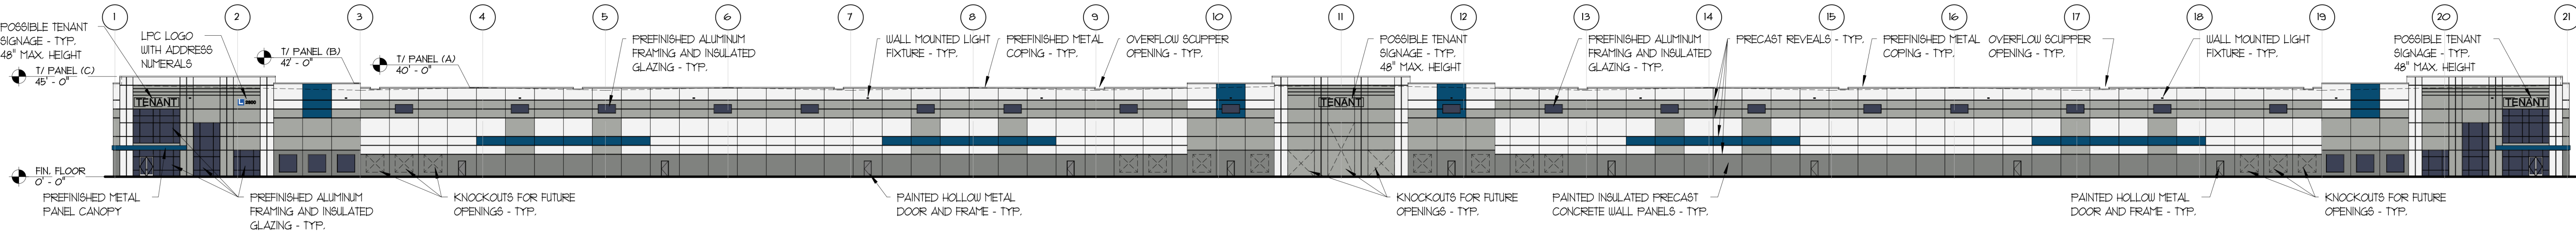 1 2 3 4 5 6 7 8 9 10 11 12 13 14 15 16 17 18 19 20 21
POSSIBLE TENANT
SIGNAGE - TYP.
48" MAX. HEIGHT
LPC LOGO
WITH ADDRESS
NUMERALS
T/ PANEL (B)
42' - 0"
T/ PANEL (A)
40' - 0"
T/ PANEL (C)
45' - 0"
PREFINISHED ALUMINUM
FRAMING AND INSULATED
GLAZING - TYP.
WALL MOUNTED LIGHT
FIXTURE - TYP.
PREFINISHED METAL
COPING - TYP.
OVERFLOW SCUPPER
OPENING - TYP.
POSSIBLE TENANT
SIGNAGE - TYP.
48" MAX. HEIGHT
PREFINISHED ALUMINUM
FRAMING AND INSULATED
GLAZING - TYP.
PRECAST REVEALS - TYP.
PREFINISHED METAL
COPING - TYP.
OVERFLOW SCUPPER
OPENING - TYP.
WALL MOUNTED LIGHT
FIXTURE - TYP.
POSSIBLE TENANT
SIGNAGE - TYP.
48" MAX. HEIGHT
TENANT
TENANT
TENANT
FIN. FLOOR
0' - 0"
PREFINISHED METAL
PANEL CANOPY
PREFINISHED ALUMINUM
FRAMING AND INSULATED
GLAZING - TYP.
KNOCKOUTS FOR FUTURE
OPENINGS - TYP.
PAINTED HOLLOW METAL
DOOR AND FRAME - TYP.
KNOCKOUTS FOR FUTURE
OPENINGS - TYP.
PAINTED INSULATED PRECAST
CONCRETE WALL PANELS - TYP.
PAINTED HOLLOW METAL
DOOR AND FRAME - TYP.
KNOCKOUTS FOR FUTURE
OPENINGS - TYP.